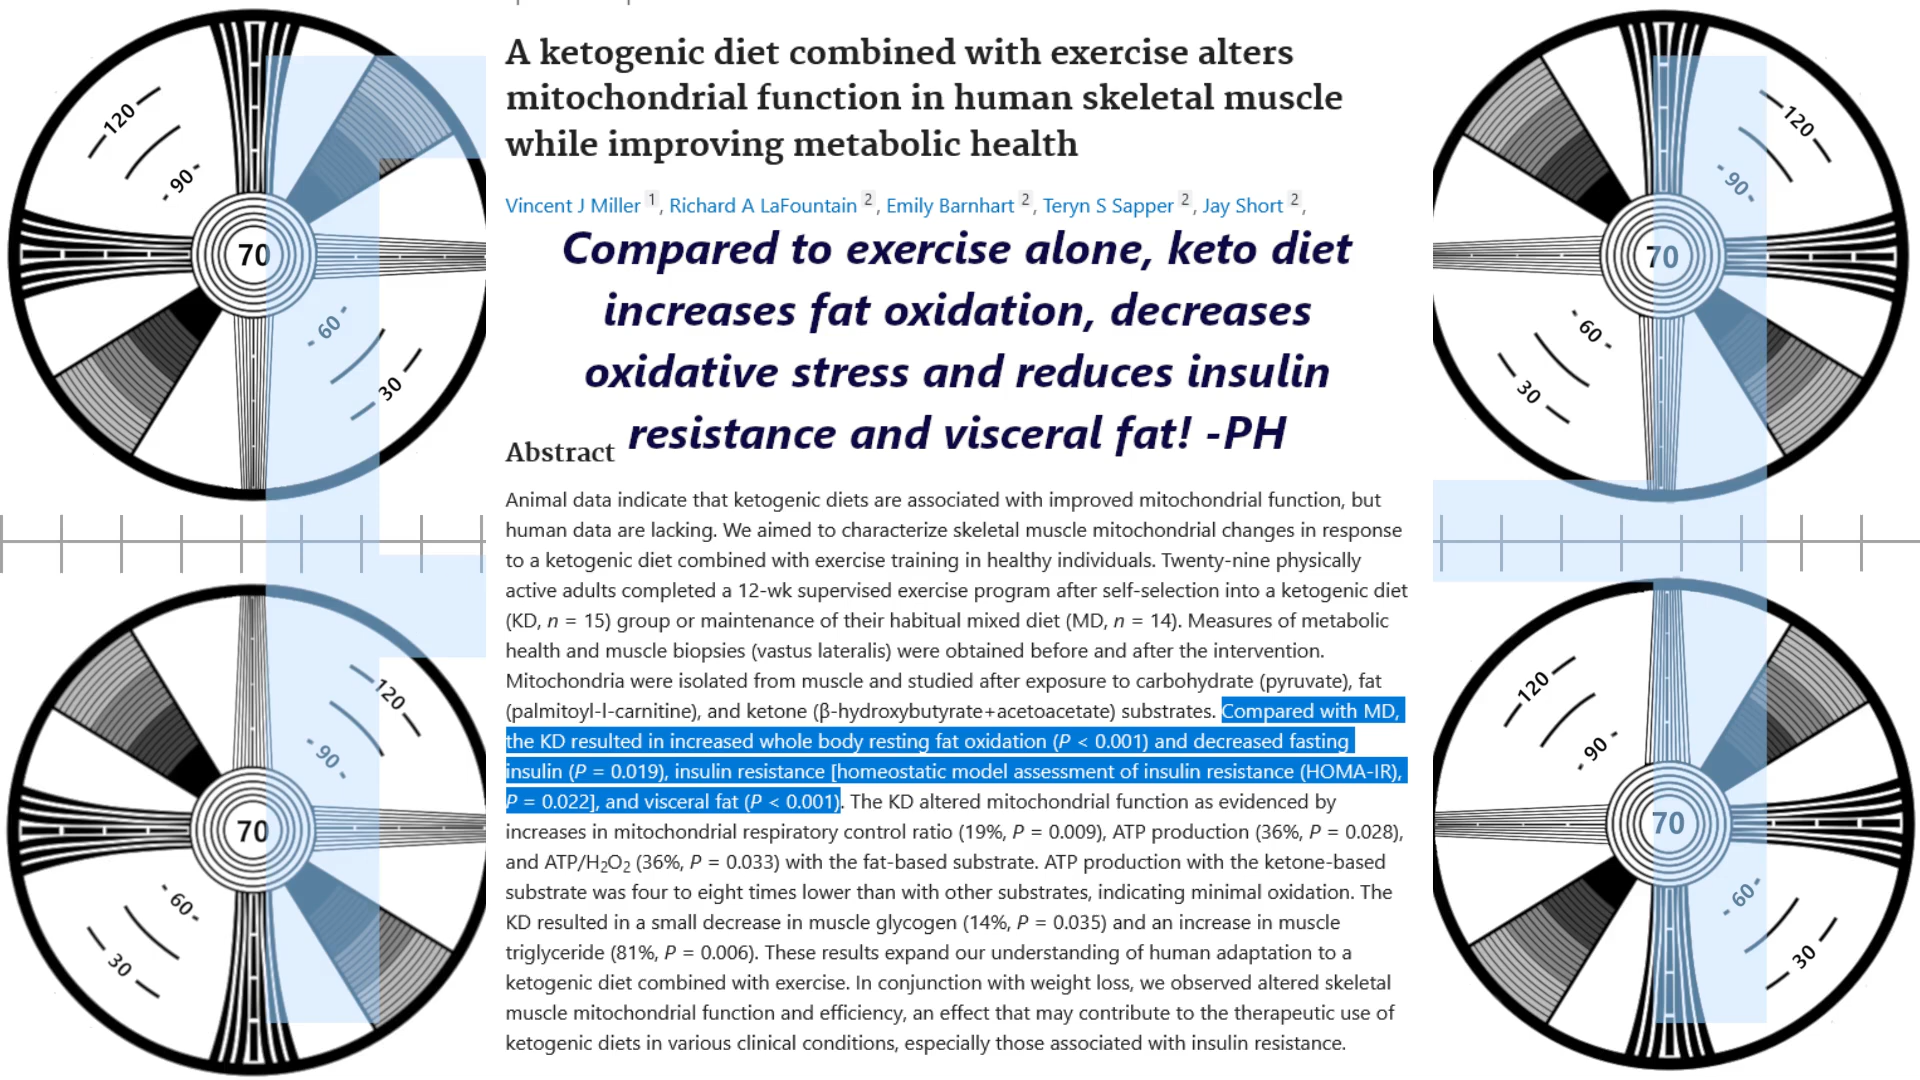 A ketogenic diet combined with exercise alters
mitochondrial function in human skeletal muscle
while improving metabolic health
Vincent J Miller 1, Richard A LaFountain 2, Emily Barnhart 2, Teryn S Sapper 2, Jay Short 2,
Compared to exercise alone, keto diet
increases fat oxidation, decreases
oxidative stress and reduces insulin
resistance and visceral fat! -PH
Abstract
Animal data indicate that ketogenic diets are associated with improved mitochondrial function, but
human data are lacking. We aimed to characterize skeletal muscle mitochondrial changes in response
to a ketogenic diet combined with exercise training in healthy individuals. Twenty-nine physically
active adults completed a 12-wk supervised exercise program after self-selection into a ketogenic diet
(KD, n = 15) group or maintenance of their habitual mixed diet (MD, n = 14). Measures of metabolic
health and muscle biopsies (vastus lateralis) were obtained before and after the intervention.
Mitochondria were isolated from muscle and studied after exposure to carbohydrate (pyruvate), fat
(palmitoyl-l-carnitine), and ketone (β-hydroxybutyrate+acetoacetate) substrates. Compared with MD,
the KD resulted in increased whole body resting fat oxidation (P < 0.001) and decreased fasting
insulin (P = 0.019), insulin resistance [homeostatic model assessment of insulin resistance (HOMA-IR),
P = 0.022], and visceral fat (P < 0.001). The KD altered mitochondrial function as evidenced by
increases in mitochondrial respiratory control ratio (19%, P = 0.009), ATP production (36%, P = 0.028),
and ATP/H2O2 (36%, P = 0.033) with the fat-based substrate. ATP production with the ketone-based
substrate was four to eight times lower than with other substrates, indicating minimal oxidation. The
KD resulted in a small decrease in muscle glycogen (14%, P = 0.035) and an increase in muscle
triglyceride (81%, P = 0.006). These results expand our understanding of human adaptation to a
ketogenic diet combined with exercise. In conjunction with weight loss, we observed altered skeletal
muscle mitochondrial function and efficiency, an effect that may contribute to the therapeutic use of
ketogenic diets in various clinical conditions, especially those associated with insulin resistance.
120
- 90 -
70
- 60 -
30
120
- 90 -
70
- 60 -
30
120
- 90 -
70
- 60 -
30
120
- 90 -
70
- 60 -
30